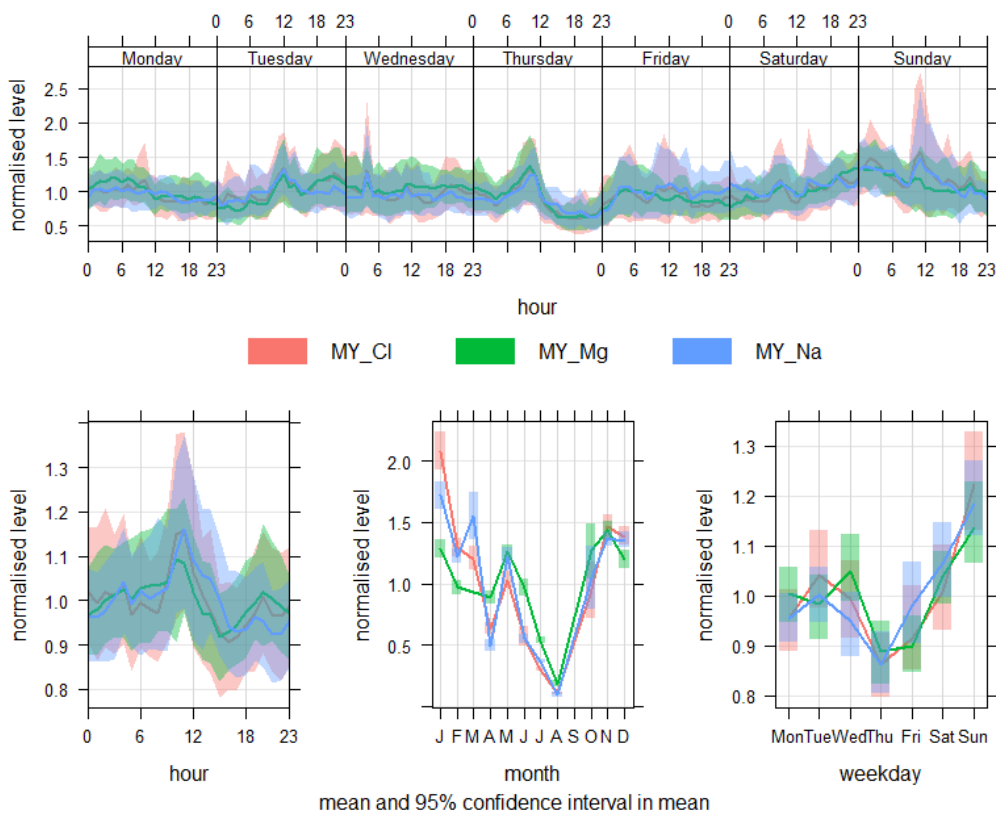 0 6 12 18 23 0 6 12 18 23 0 6 12 18 23
Monday Tuesday Wednesday Thursday Friday Saturday Sunday
normalised level
2.5
2.0
1.5
1.0
0.5
0 6 12 18 23 0 6 12 18 23 0 6 12 18 23 0 6 12 18 23
hour
MY_Cl MY_Mg MY_Na
normalised level
1.3
1.2
1.1
1.0
0.9
0.8
0 6 12 18 23
hour
normalised level
2.0
1.5
1.0
0.5
J F M A M J J A S O N D
month
normalised level
1.3
1.2
1.1
1.0
0.9
0.8
Mon Tue Wed Thu Fri Sat Sun
weekday
mean and 95% confidence interval in mean